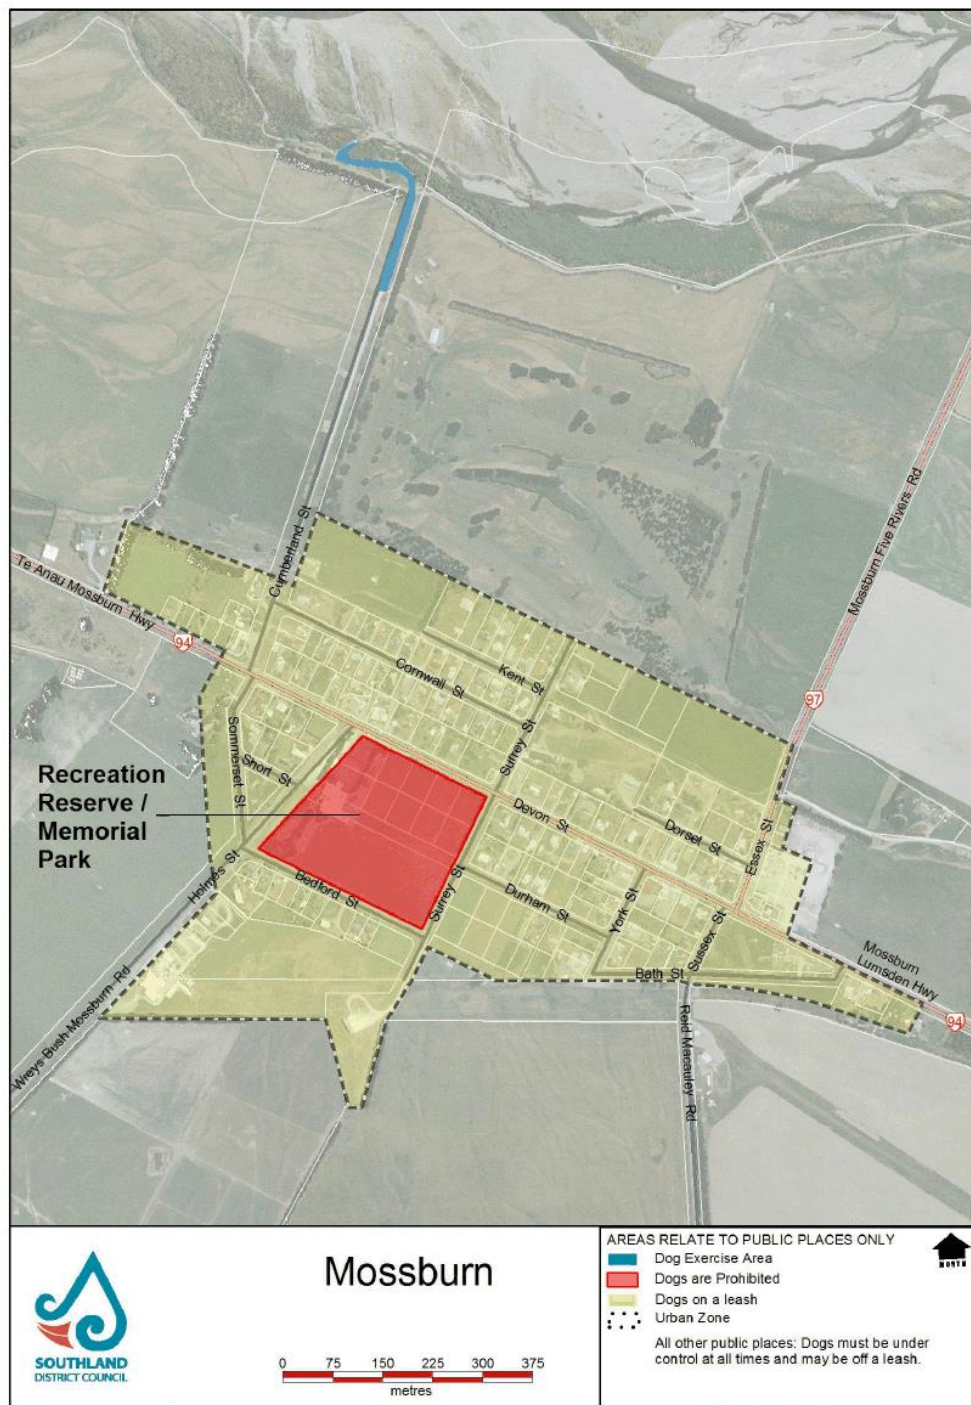 Cumberland St
Te Anau Mossburn Hwy
94
Mossburn Five Rivers Rd
97
Kent St
Cornwall St
Surrey St
Sommerset St
Short St
Recreation
Reserve /
Memorial
Park
Devon St
Dorset St
Essex St
Holmes St
Bedford St
Surrey St
Durham St
York St
Sussex St
Bath St
Mossburn
Lumsden Hwy
94
Wreys Bush Mossburn Rd
Reid Macauley Rd
SOUTHLAND
DISTRICT COUNCIL
Mossburn
0 75 150 225 300 375
metres
AREAS RELATE TO PUBLIC PLACES ONLY
Dog Exercise Area
Dogs are Prohibited
Dogs on a leash
Urban Zone
All other public places: Dogs must be under
control at all times and may be off a leash.
NORTH